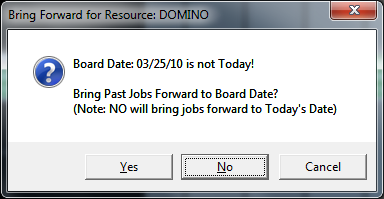 Bring Forward for Resource: DOMINO
Board Date: 03/25/10 is not Today!
Bring Past Jobs Forward to Board Date?
(Note: NO will bring jobs forward to Today's Date)
Yes
No
Cancel